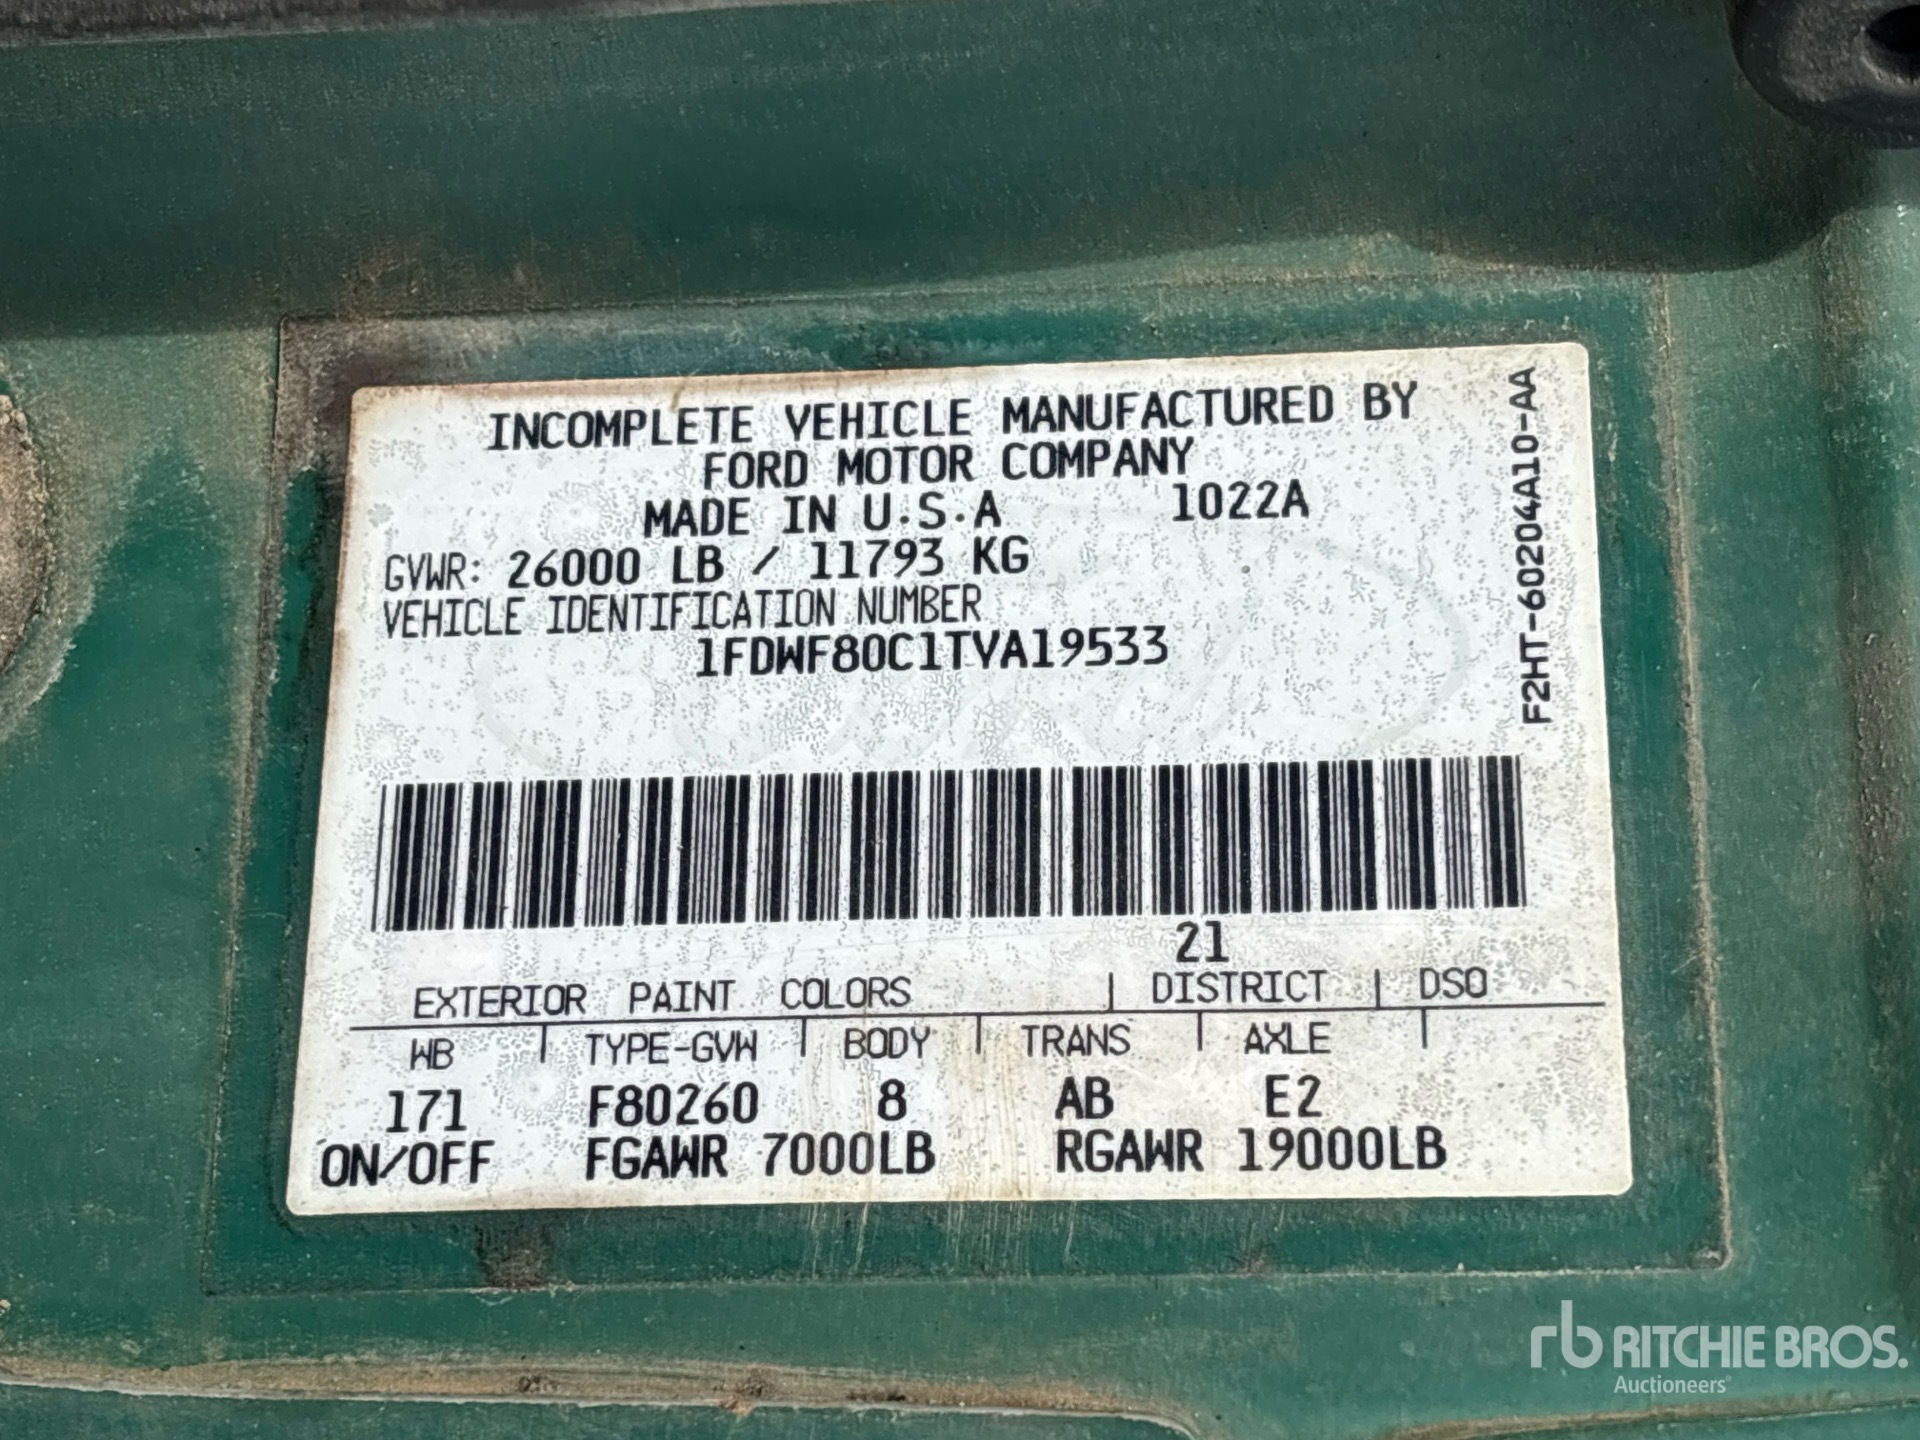 INCOMPLETE VEHICLE MANUFACTURED BY
FORD MOTOR COMPANY
MADE IN U.S.A 1022A
GVWR: 26000 LB / 11793 KG
VEHICLE IDENTIFICATION NUMBER
1FDWF80C1TVA19533
F2HT-60204A10-AA
21
EXTERIOR PAINT COLORS | DISTRICT | DSO
WB | TYPE-GVW | BODY | TRANS | AXLE |
171 F80260 8 AB E2
ON/OFF FGAWR 7000LB RGAWR 19000LB
rb RITCHIE BROS.
Auctioneers